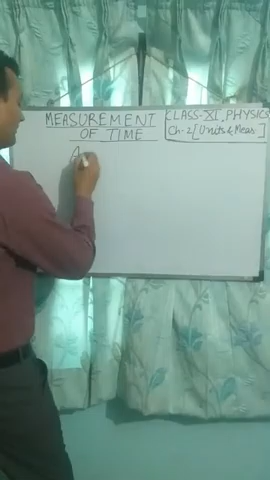 MEASUREMENT
OF TIME
CLASS-XI, PHYSICS
Ch-2[Units & Meas.]
A